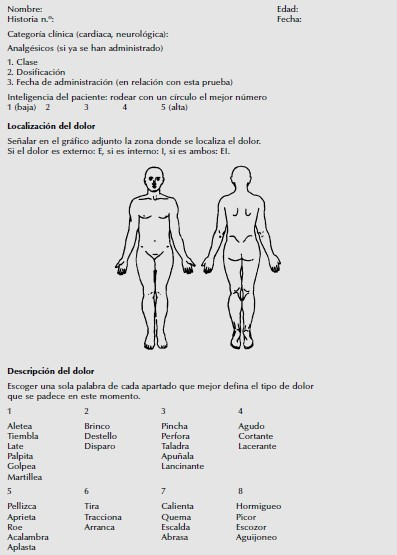 Nombre: Edad:
Historia n.º: Fecha:
Categoría clínica (cardiaca, neurológica):
Analgésicos (si ya se han administrado)
1. Clase
2. Dosificación
3. Fecha de administración (en relación con esta prueba)
Inteligencia del paciente: rodear con un círculo el mejor número
1 (baja) 2 3 4 5 (alta)
Localización del dolor
Señalar en el gráfico adjunto la zona donde se localiza el dolor.
Si el dolor es externo: E, si es interno: I, si es ambos: EI.
Descripción del dolor
Escoger una sola palabra de cada apartado que mejor defina el tipo de dolor
que se padece en este momento.
1 2 3 4
Aletea Brinco Pincha Agudo
Tiembla Destello Perfora Cortante
Late Disparo Taladra Lacerante
Palpita Apuñala
Golpea Lancinante
Martillea
5 6 7 8
Pellizca Tira Calienta Hormigueo
Aprieta Tracciona Quema Picor
Roe Arranca Escalda Escozor
Acalambra Abrasa Aguijoneo
Aplasta